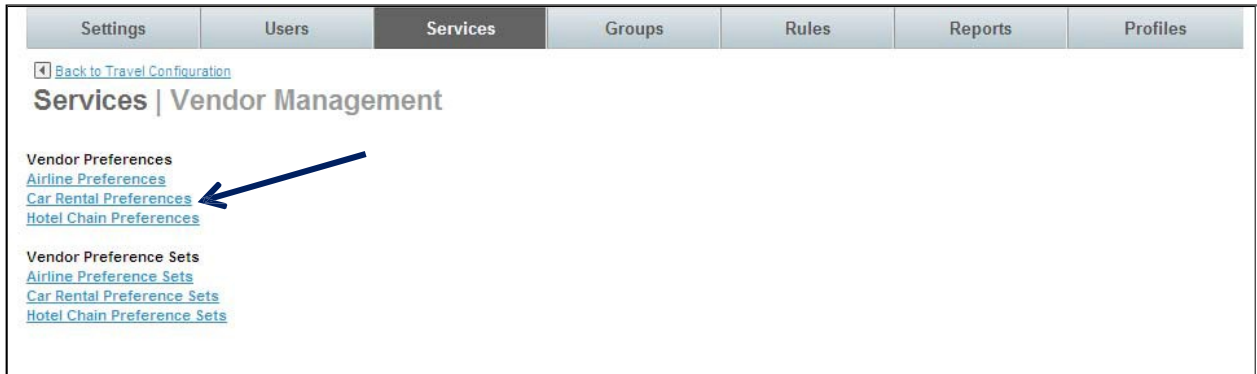 Settings Users Services Groups Rules Reports Profiles
Back to Travel Configuration
Services | Vendor Management
Vendor Preferences
Airline Preferences
Car Rental Preferences
Hotel Chain Preferences
Vendor Preference Sets
Airline Preference Sets
Car Rental Preference Sets
Hotel Chain Preference Sets